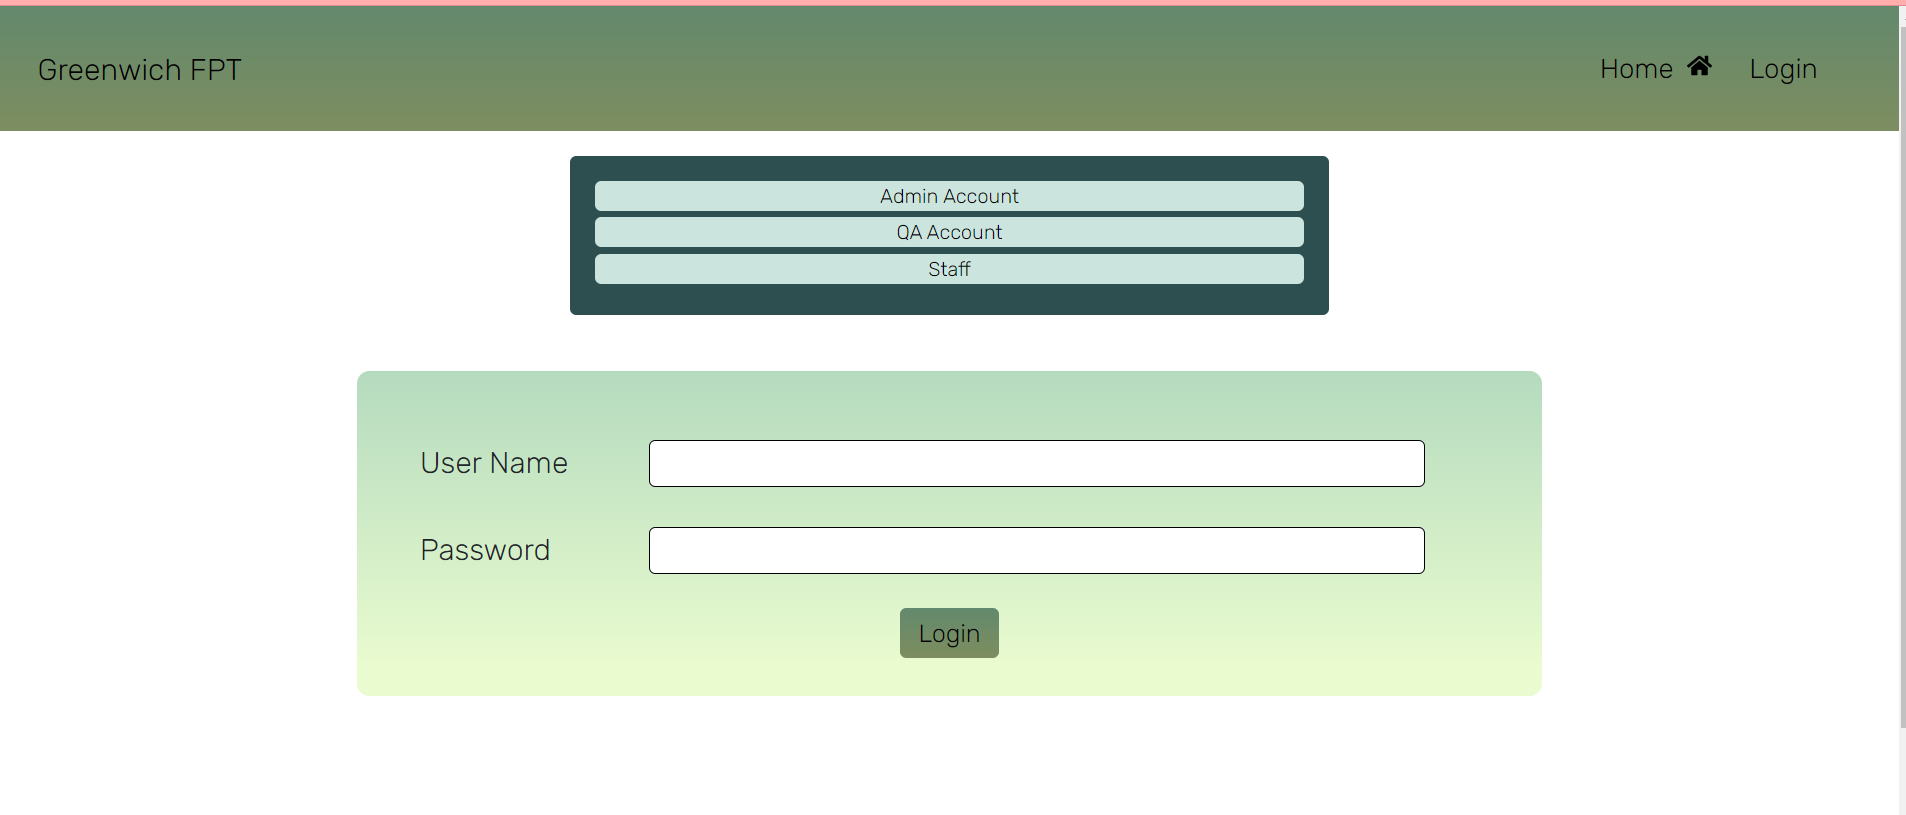 Greenwich FPT
Home Login
Admin Account
QA Account
Staff
User Name
Password
Login